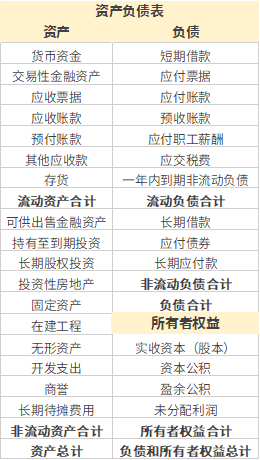 资产负债表
资产 负债
货币资金 短期借款
交易性金融资产 应付票据
应收票据 应付账款
应收账款 预收账款
预付账款 应付职工薪酬
其他应收款 应交税费
存货 一年内到期非流动负债
流动资产合计 流动负债合计
可供出售金融资产 长期借款
持有至到期投资 应付债券
长期股权投资 长期应付款
投资性房地产 非流动负债合计
固定资产 负债合计
在建工程 所有者权益
无形资产 实收资本（股本）
开发支出 资本公积
商誉 盈余公积
长期待摊费用 未分配利润
非流动资产合计 所有者权益合计
资产总计 负债和所有者权益总计